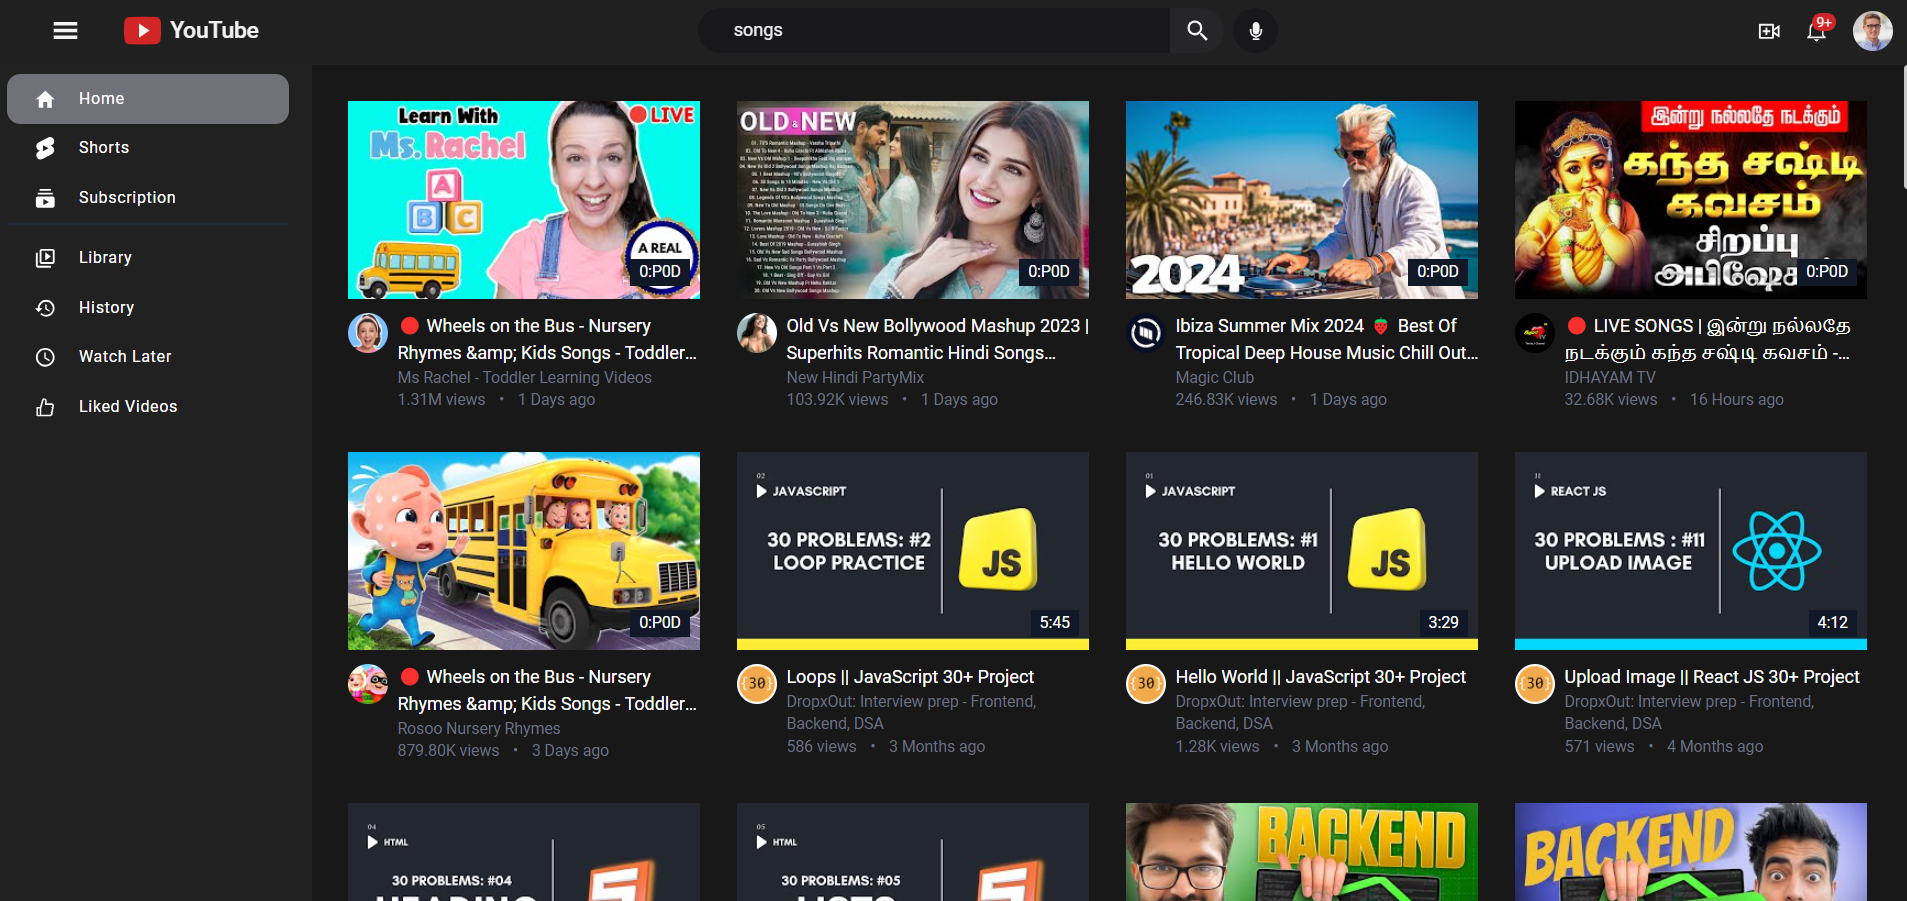 YouTube
songs
9+
Home
Shorts
Subscription
Library
History
Watch Later
Liked Videos
Learn With
Ms. Rachel
LIVE
A
B C
A REAL
0:P0D
OLD & NEW
0:P0D
2024
0:P0D
இன்று நல்லதே நடக்கும்
கந்த சஷ்டி
கவசம்
சிறப்பு
0:P0D
🔴 Wheels on the Bus - Nursery
Rhymes &amp; Kids Songs - Toddler...
Ms Rachel - Toddler Learning Videos
1.31M views • 1 Days ago
Old Vs New Bollywood Mashup 2023 |
Superhits Romantic Hindi Songs...
New Hindi PartyMix
103.92K views • 1 Days ago
Ibiza Summer Mix 2024 🍓 Best Of
Tropical Deep House Music Chill Out...
Magic Club
246.83K views • 1 Days ago
🔴 LIVE SONGS | இன்று நல்லதே
நடக்கும் கந்த சஷ்டி கவசம் -...
IDHAYAM TV
32.68K views • 16 Hours ago
0:P0D
02
JAVASCRIPT
30 PROBLEMS: #2
LOOP PRACTICE
JS
5:45
01
JAVASCRIPT
30 PROBLEMS: #1
HELLO WORLD
JS
3:29
11
REACT JS
30 PROBLEMS : #11
UPLOAD IMAGE
4:12
🔴 Wheels on the Bus - Nursery
Rhymes &amp; Kids Songs - Toddler...
Rosoo Nursery Rhymes
879.80K views • 3 Days ago
{30}
Loops || JavaScript 30+ Project
DropxOut: Interview prep - Frontend,
Backend, DSA
586 views • 3 Months ago
{30}
Hello World || JavaScript 30+ Project
DropxOut: Interview prep - Frontend,
Backend, DSA
1.28K views • 3 Months ago
{30}
Upload Image || React JS 30+ Project
DropxOut: Interview prep - Frontend,
Backend, DSA
571 views • 4 Months ago
04
HTML
30 PROBLEMS: #04
HEADING
05
HTML
30 PROBLEMS: #05
LISTS
BACKEND
BACKEND